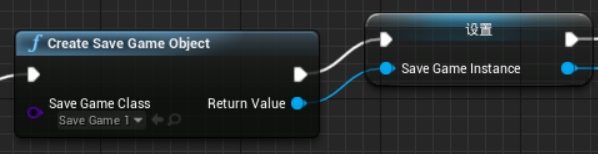 Create Save Game Object
设置
Save Game Instance
Save Game Class
Save Game 1
Return Value